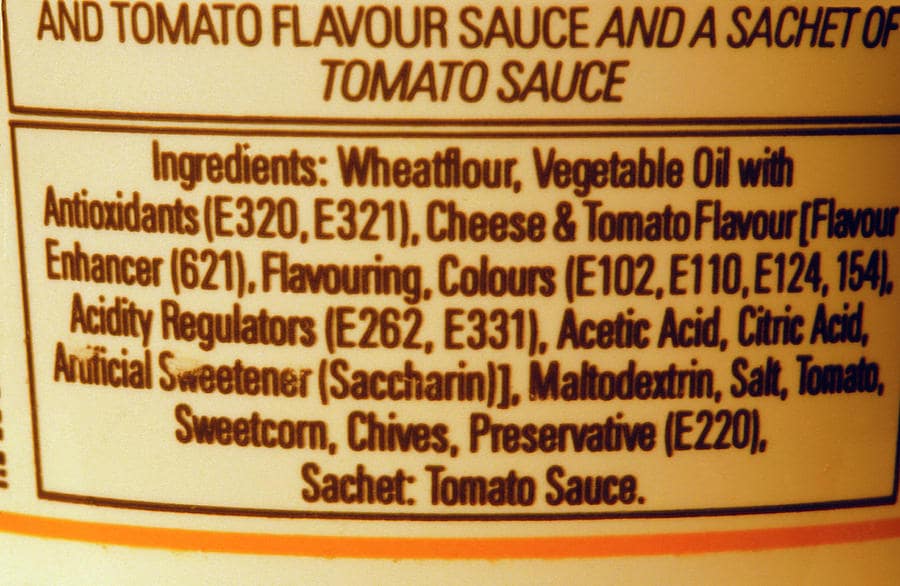 AND TOMATO FLAVOUR SAUCE AND A SACHET OF
TOMATO SAUCE
Ingredients: Wheatflour, Vegetable Oil with
Antioxidants (E320, E321), Cheese & Tomato Flavour [Flavour
Enhancer (621), Flavouring, Colours (E102, E110, E124, 154),
Acidity Regulators (E262, E331), Acetic Acid, Citric Acid,
Artificial Sweetener (Saccharin)], Maltodextrin, Salt, Tomato,
Sweetcorn, Chives, Preservative (E220),
Sachet: Tomato Sauce.